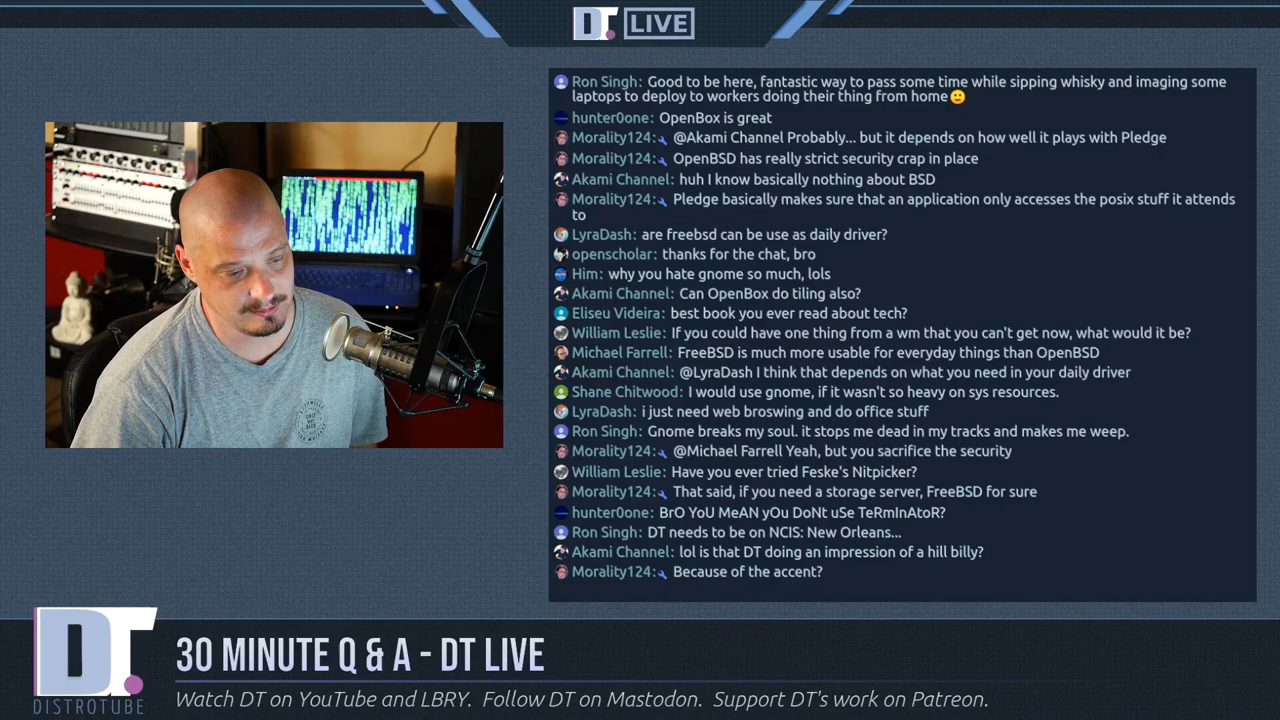 DT. LIVE
Ron Singh: Good to be here, fantastic way to pass some time while sipping whisky and imaging some
laptops to deploy to workers doing their thing from home🙂
hunter0one: OpenBox is great
Morality124: @Akami Channel Probably... but it depends on how well it plays with Pledge
Morality124: OpenBSD has really strict security crap in place
Akami Channel: huh I know basically nothing about BSD
Morality124: Pledge basically makes sure that an application only accesses the posix stuff it attends
to
LyraDash: are freebsd can be use as daily driver?
openscholar: thanks for the chat, bro
Him: why you hate gnome so much, lols
Akami Channel: Can OpenBox do tiling also?
Eliseu Videira: best book you ever read about tech?
William Leslie: If you could have one thing from a wm that you can't get now, what would it be?
Michael Farrell: FreeBSD is much more usable for everyday things than OpenBSD
Akami Channel: @LyraDash I think that depends on what you need in your daily driver
Shane Chitwood: I would use gnome, if it wasn't so heavy on sys resources.
LyraDash: i just need web broswing and do office stuff
Ron Singh: Gnome breaks my soul. it stops me dead in my tracks and makes me weep.
Morality124: @Michael Farrell Yeah, but you sacrifice the security
William Leslie: Have you ever tried Feske's Nitpicker?
Morality124: That said, if you need a storage server, FreeBSD for sure
hunter0one: BrO YoU MeAN yOu DoNt uSe TeRmInAtoR?
Ron Singh: DT needs to be on NCIS: New Orleans...
Akami Channel: lol is that DT doing an impression of a hill billy?
Morality124: Because of the accent?
DT.
DISTROTUBE
30 MINUTE Q & A - DT LIVE
Watch DT on YouTube and LBRY. Follow DT on Mastodon. Support DT's work on Patreon.